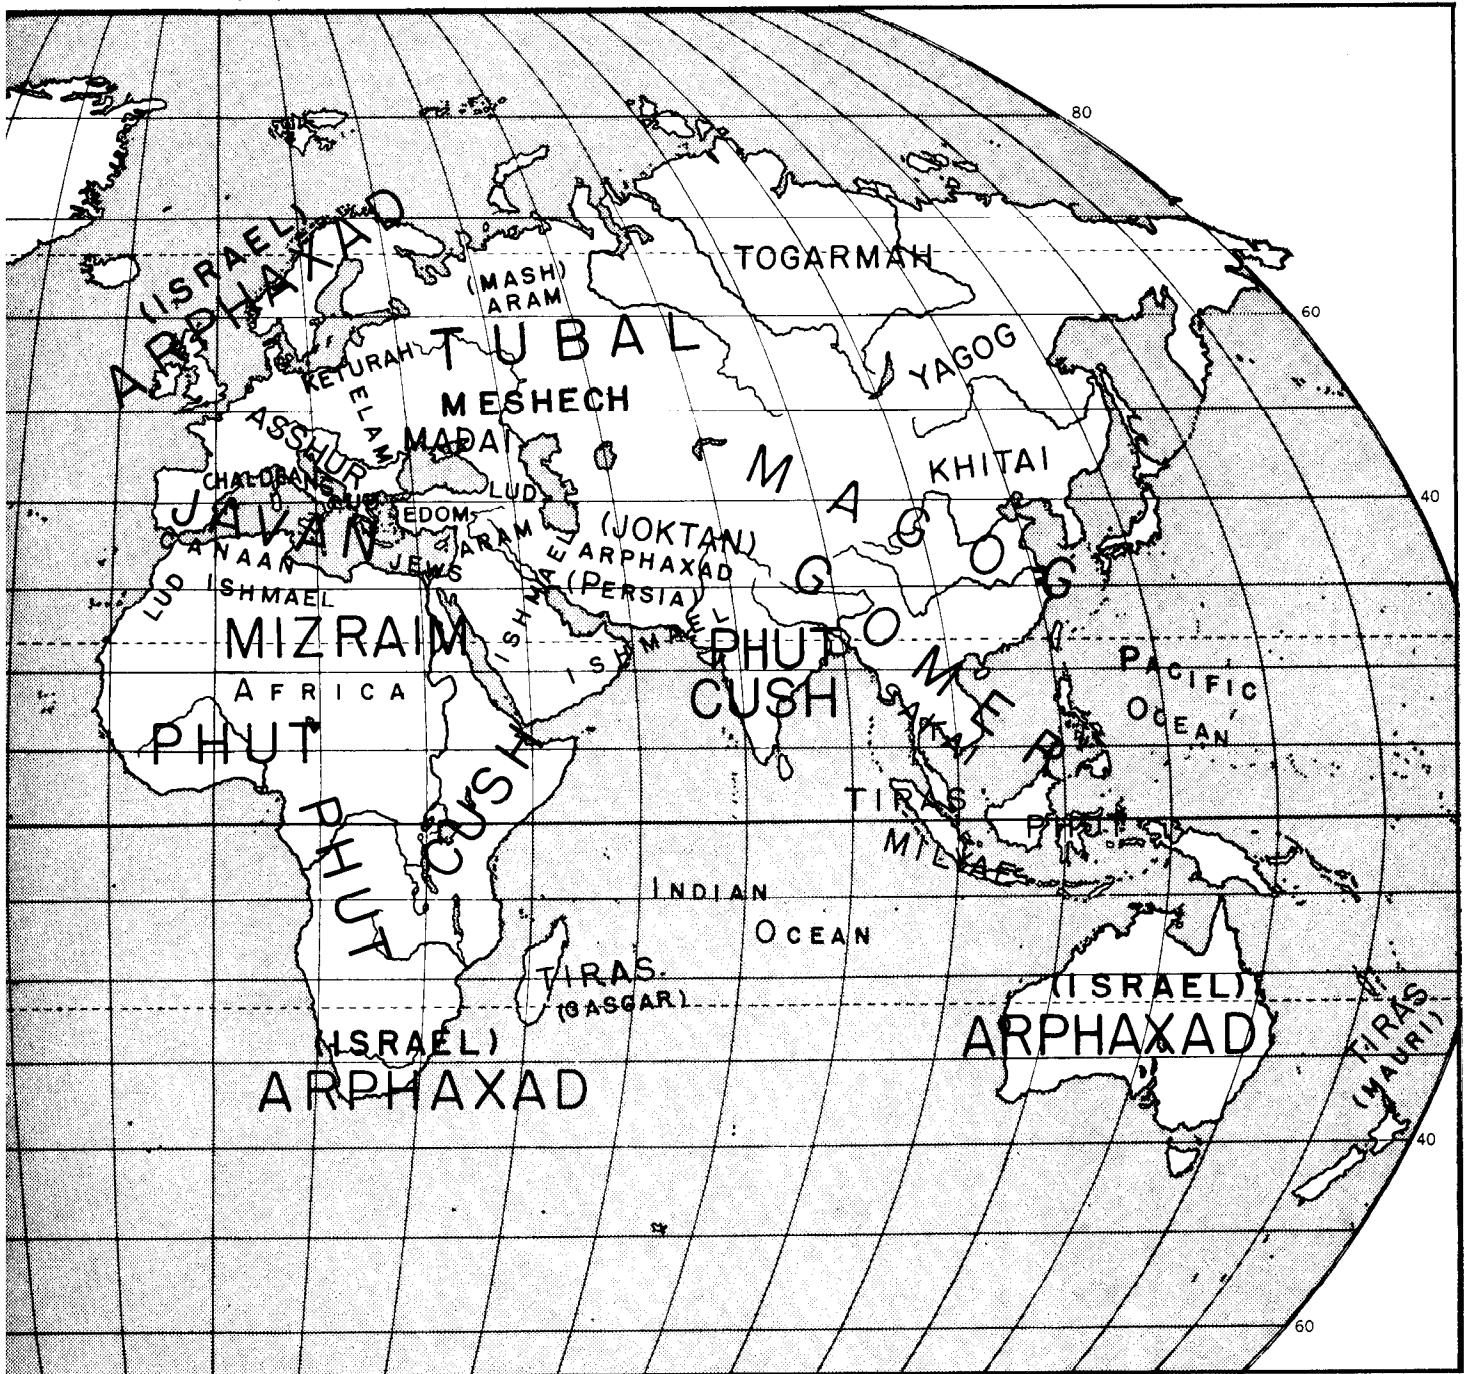 80
(ISRAEL)
ARPHAXAD
TOGARMAH
(MASH)
ARAM
60
TUBAL
YAGOG
KETURAH
ELAM
MESHECH
ASSHUR
MADAI
KHITAI
CHALDEANS
MAGOG
LUD
40
JAVAN
EDOM
(JOKTAN)
ARPHAXAD
(PERSIA)
CANAAN
JEWS
ARAM
ISHMAEL
LUD
ISHMAEL
ISHMAEL
MIZRAIM
PHUT
CUSH
GOMER
PACIFIC
OCEAN
AFRICA
PHUT
CUSH
PHUT
TIRAS
PHUT
INDIAN
OCEAN
TIRAS
(GASGAR)
(ISRAEL)
ARPHAXAD
(ISRAEL)
ARPHAXAD
TIRAS
(MAURI)
40
60